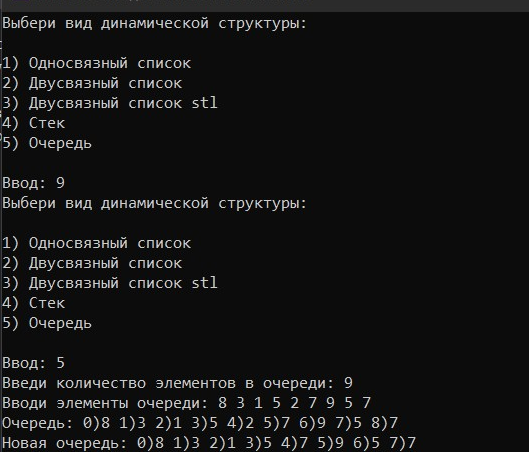 Выбери вид динамической структуры:
1) Односвязный список
2) Двусвязный список
3) Двусвязный список stl
4) Стек
5) Очередь
Ввод: 9
Выбери вид динамической структуры:
1) Односвязный список
2) Двусвязный список
3) Двусвязный список stl
4) Стек
5) Очередь
Ввод: 5
Введи количество элементов в очереди: 9
Вводи элементы очереди: 8 3 1 5 2 7 9 5 7
Очередь: 0)8 1)3 2)1 3)5 4)2 5)7 6)9 7)5 8)7
Новая очередь: 0)8 1)3 2)1 3)5 4)7 5)9 6)5 7)7